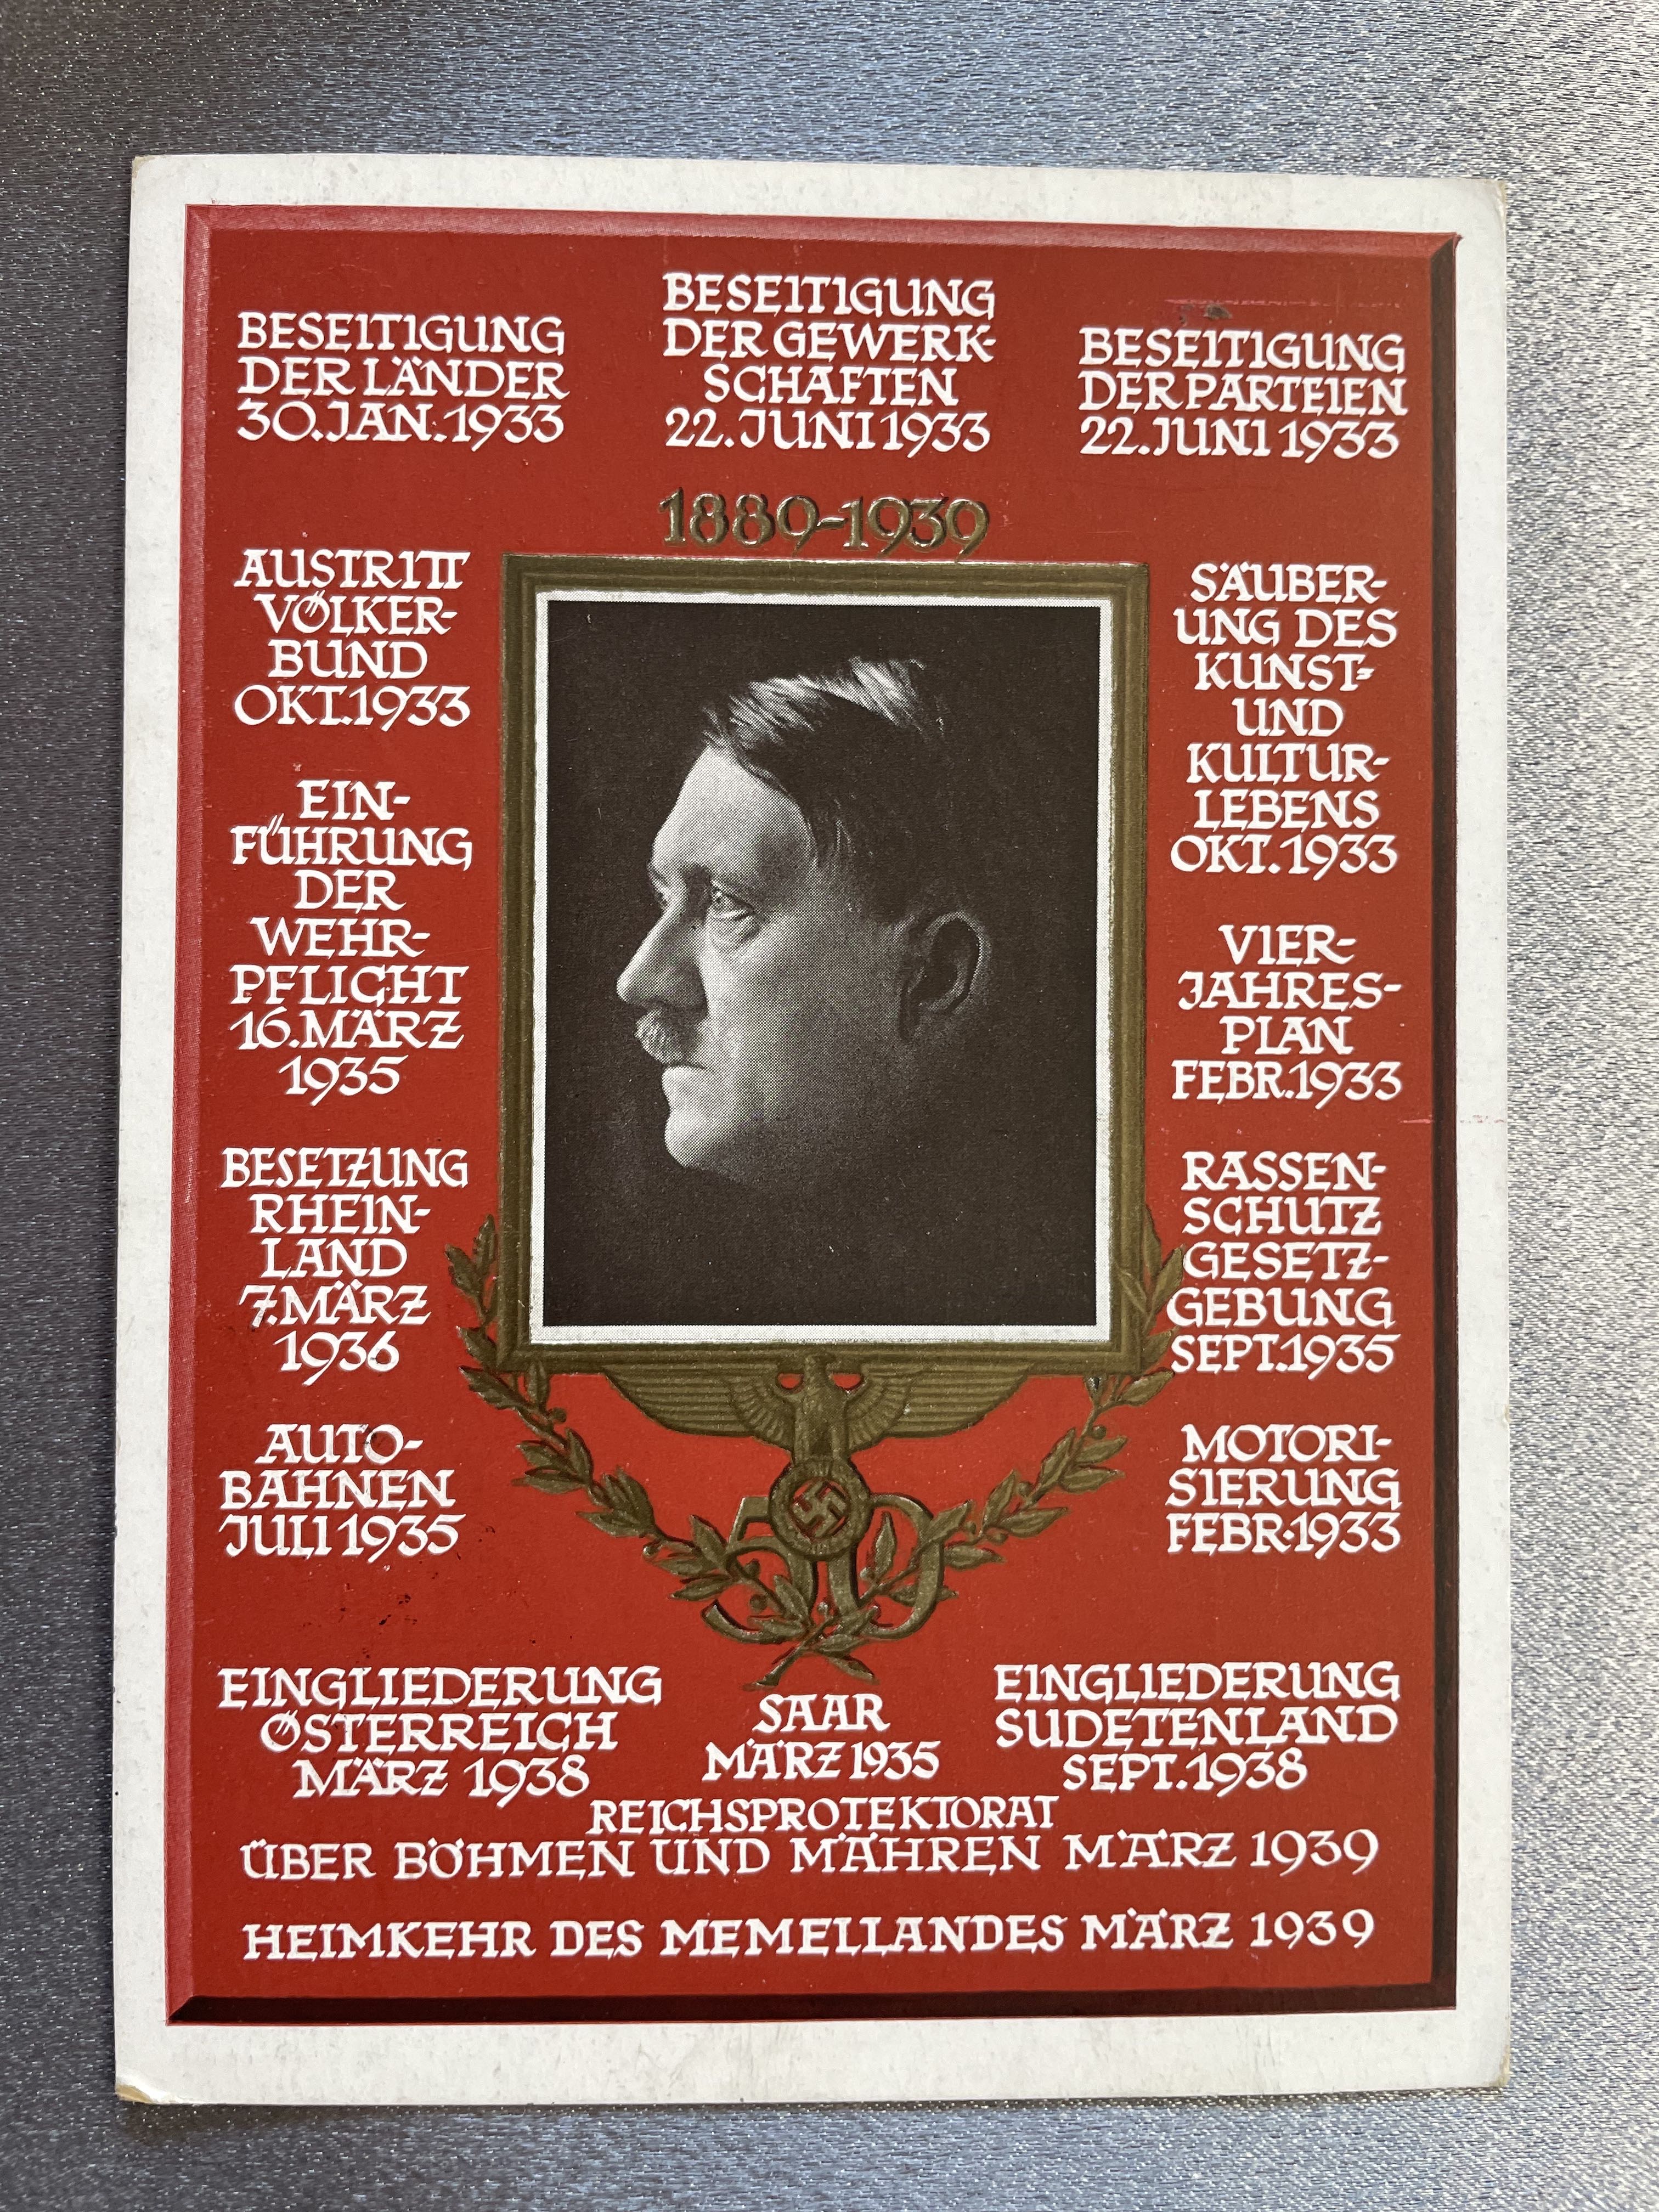 BESEITIGUNG
DER LÄNDER
30.JAN.1933
BESEITIGUNG
DER GEWERK-
SCHAFTEN
22.JUNI 1933
BESEITIGUNG
DER PARTEIEN
22.JUNI 1933
1889-1939
AUSTRITT
VÖLKER-
BUND
OKT.1933
EIN-
FÜHRUNG
DER
WEHR-
PFLICHT
16.MÄRZ
1935
BESETZUNG
RHEIN-
LAND
7.MÄRZ
1936
AUTO-
BAHNEN
JULI 1935
SÄUBER-
UNG DES
KUNST-
UND
KULTUR-
LEBENS
OKT.1933
VIER-
JAHRES-
PLAN
FEBR.1933
RASSEN-
SCHUTZ
GESETZ-
GEBUNG
SEPT.1935
MOTORI-
SIERUNG
FEBR.1933
50
EINGLIEDERUNG
ÖSTERREICH
MÄRZ 1938
SAAR
MÄRZ 1935
EINGLIEDERUNG
SUDETENLAND
SEPT.1938
REICHSPROTEKTORAT
ÜBER BÖHMEN UND MÄHREN MÄRZ 1939
HEIMKEHR DES MEMELLANDES MÄRZ 1939